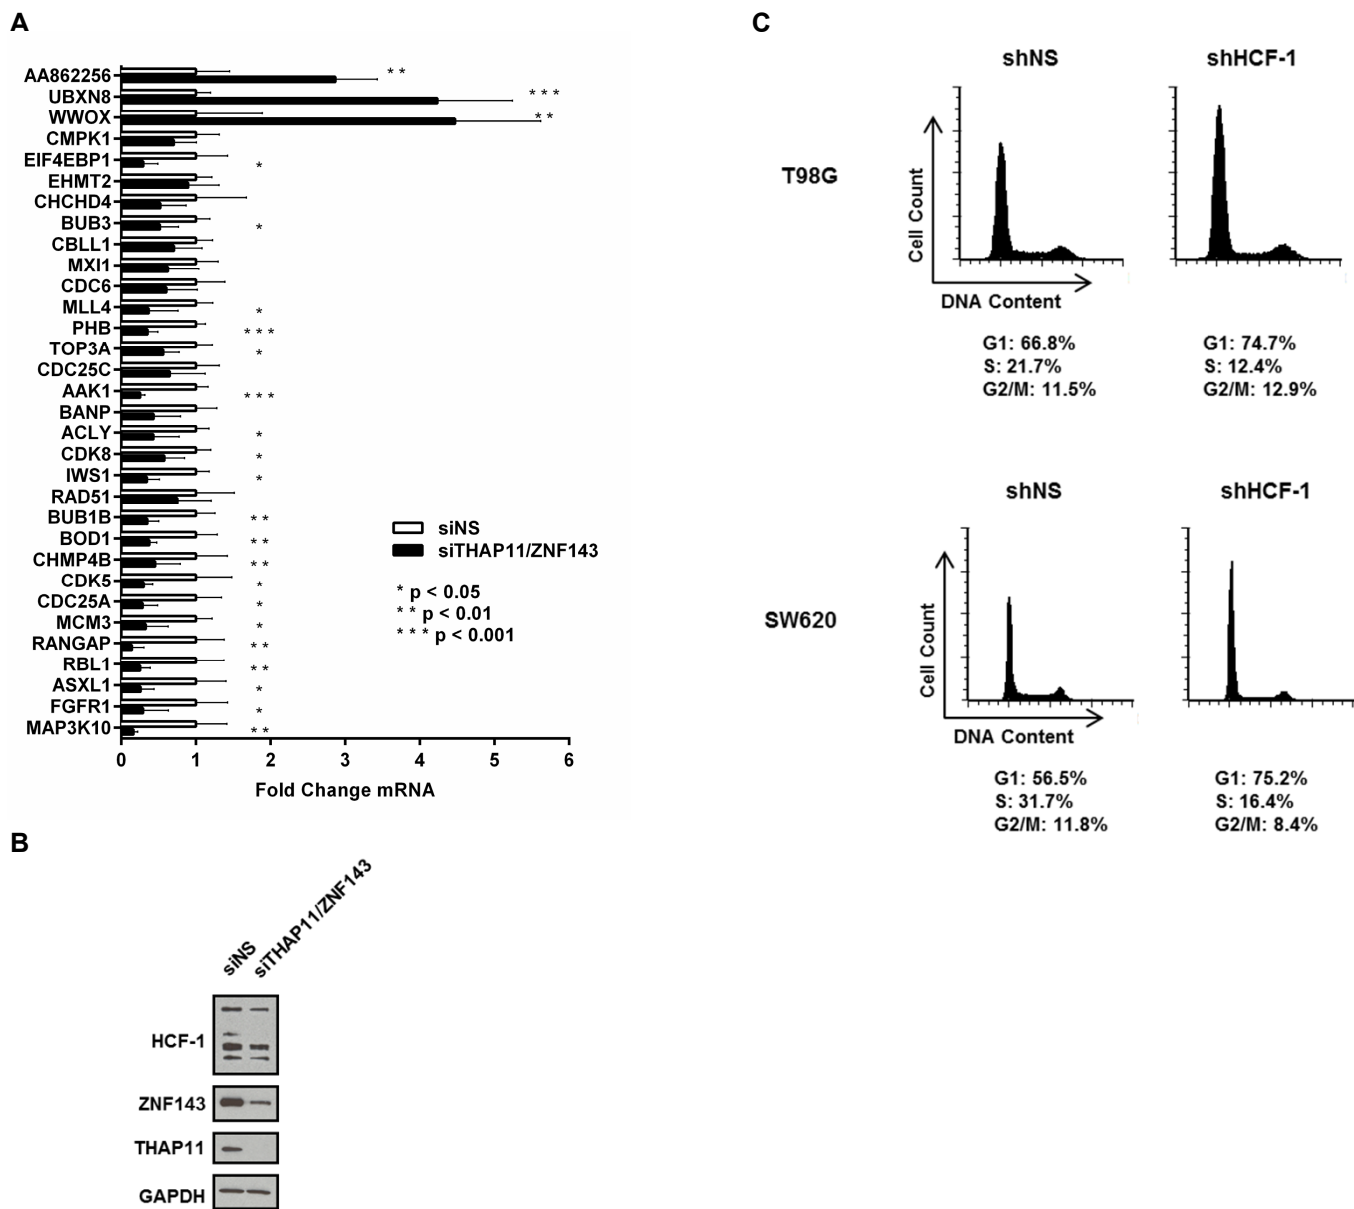 A
AA862256 **
UBXN8 ***
WWOX **
CMPK1
EIF4EBP1 *
EHMT2
CHCHD4
BUB3 *
CBLL1
MXI1
CDC6
MLL4 *
PHB ***
TOP3A *
CDC25C
AAK1 ***
BANP
ACLY *
CDK8 *
IWS1 *
RAD51
BUB1B **
BOD1 **
CHMP4B **
CDK5 *
CDC25A *
MCM3 *
RANGAP **
RBL1 **
ASXL1 *
FGFR1 *
MAP3K10 **
siNS
siTHAP11/ZNF143
* p < 0.05
** p < 0.01
*** p < 0.001
0 1 2 3 4 5 6
Fold Change mRNA
B
siNS siTHAP11/ZNF143
HCF-1
ZNF143
THAP11
GAPDH
C
shNS shHCF-1
T98G
Cell Count
DNA Content
G1: 66.8%
S: 21.7%
G2/M: 11.5%
G1: 74.7%
S: 12.4%
G2/M: 12.9%
shNS shHCF-1
SW620
Cell Count
DNA Content
G1: 56.5%
S: 31.7%
G2/M: 11.8%
G1: 75.2%
S: 16.4%
G2/M: 8.4%